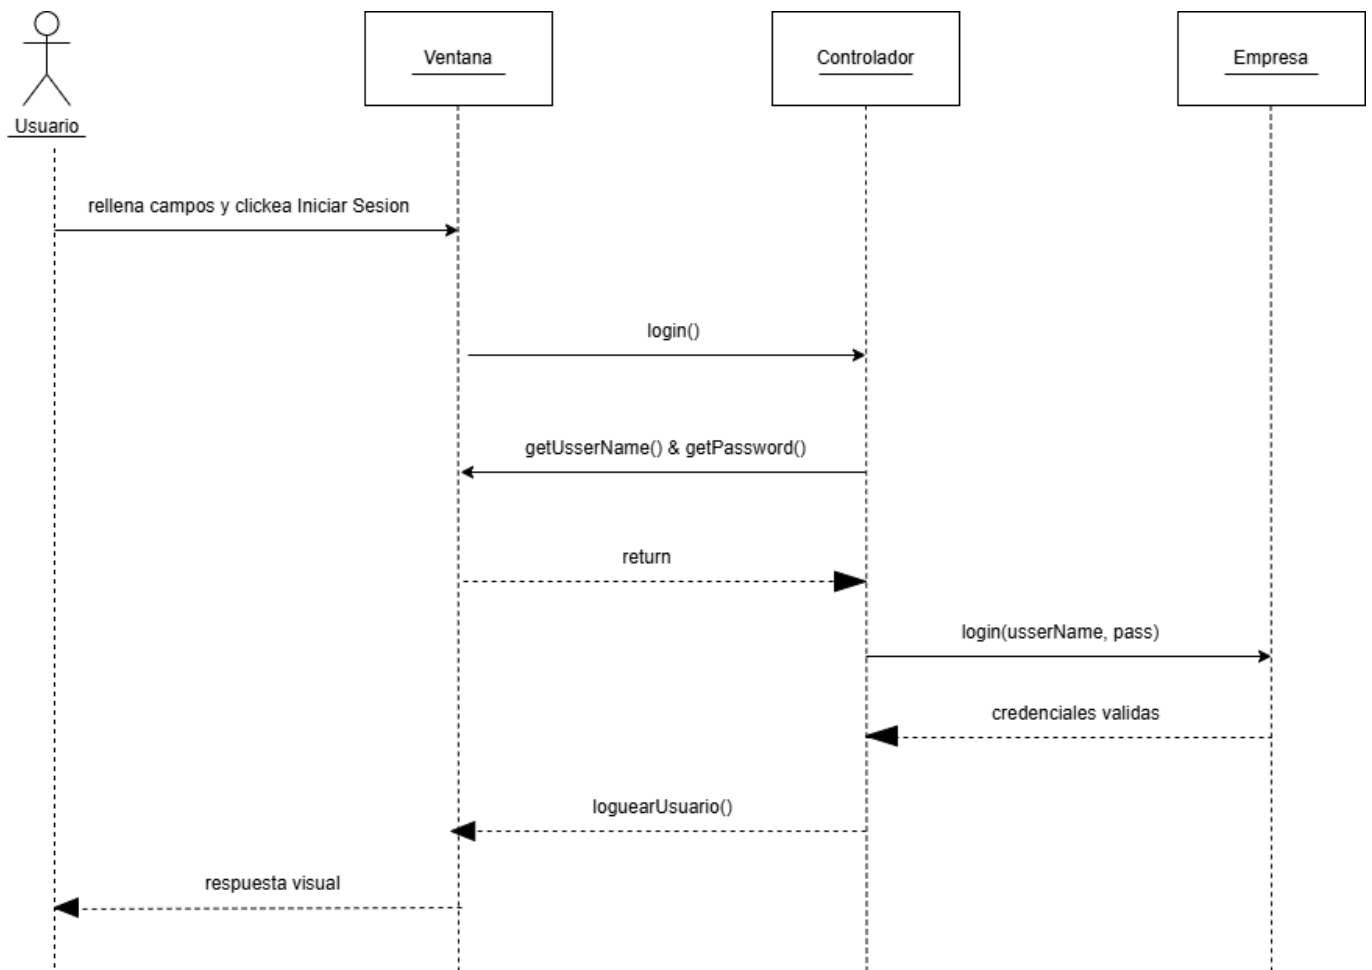 Usuario
Ventana
Controlador
Empresa
rellena campos y clickea Iniciar Sesion
login()
getUsserName() & getPassword()
return
login(usserName, pass)
credenciales validas
loguearUsuario()
respuesta visual